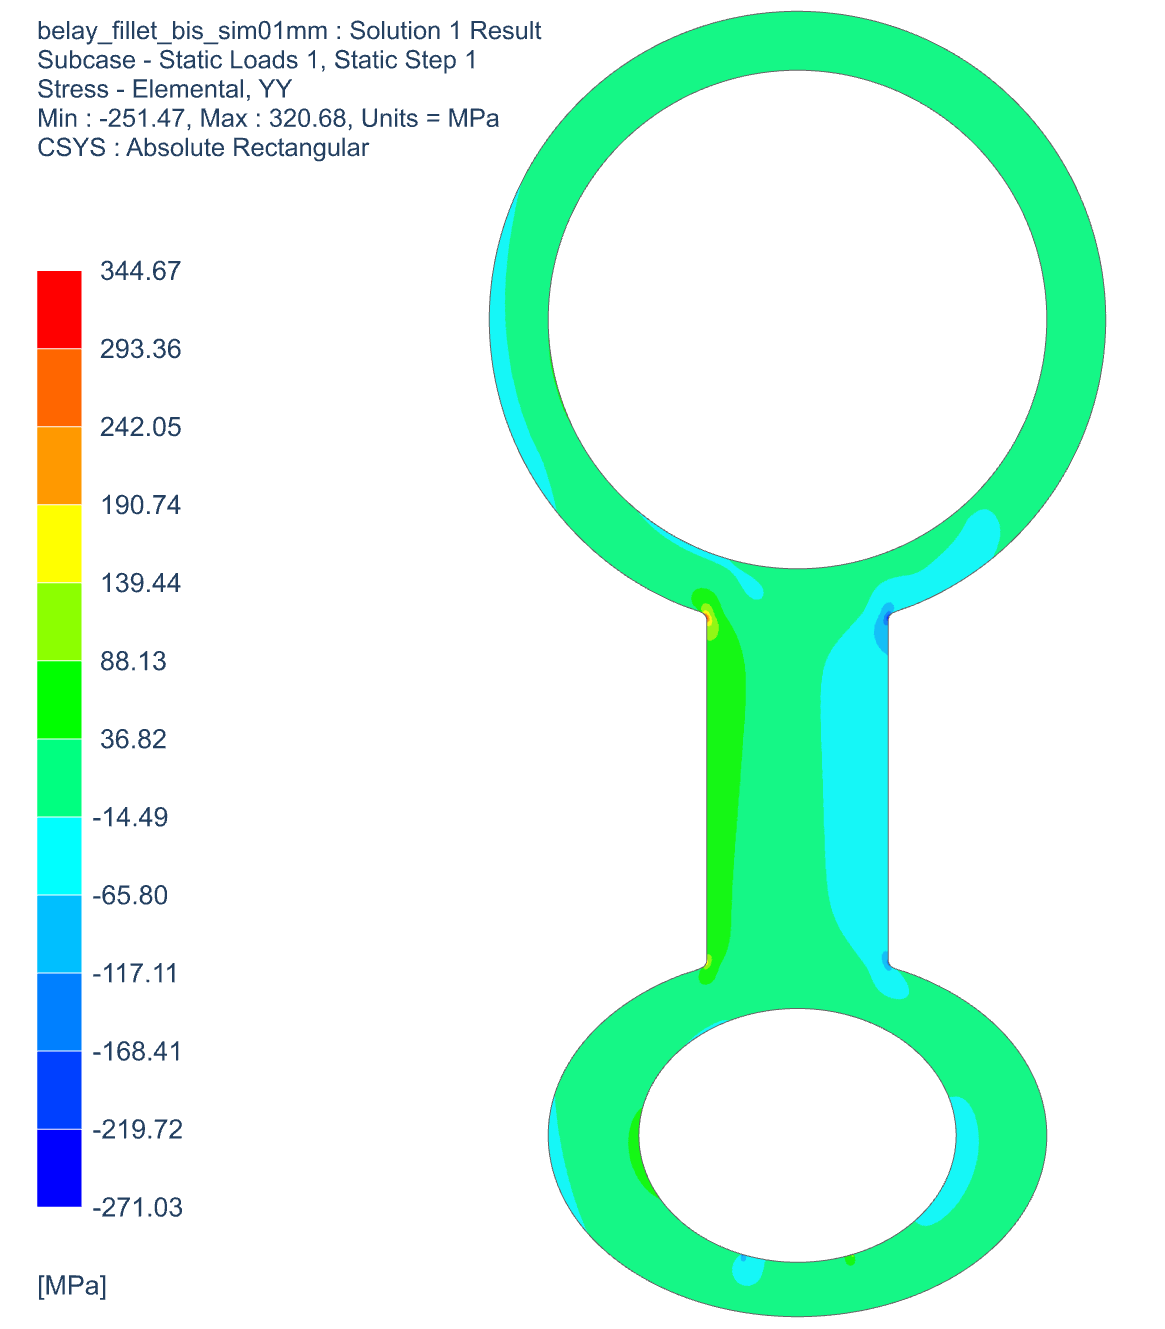 belay_fillet_bis_sim01mm : Solution 1 Result
Subcase - Static Loads 1, Static Step 1
Stress - Elemental, YY
Min : -251.47, Max : 320.68, Units = MPa
CSYS : Absolute Rectangular
344.67
293.36
242.05
190.74
139.44
88.13
36.82
-14.49
-65.80
-117.11
-168.41
-219.72
-271.03
[MPa]